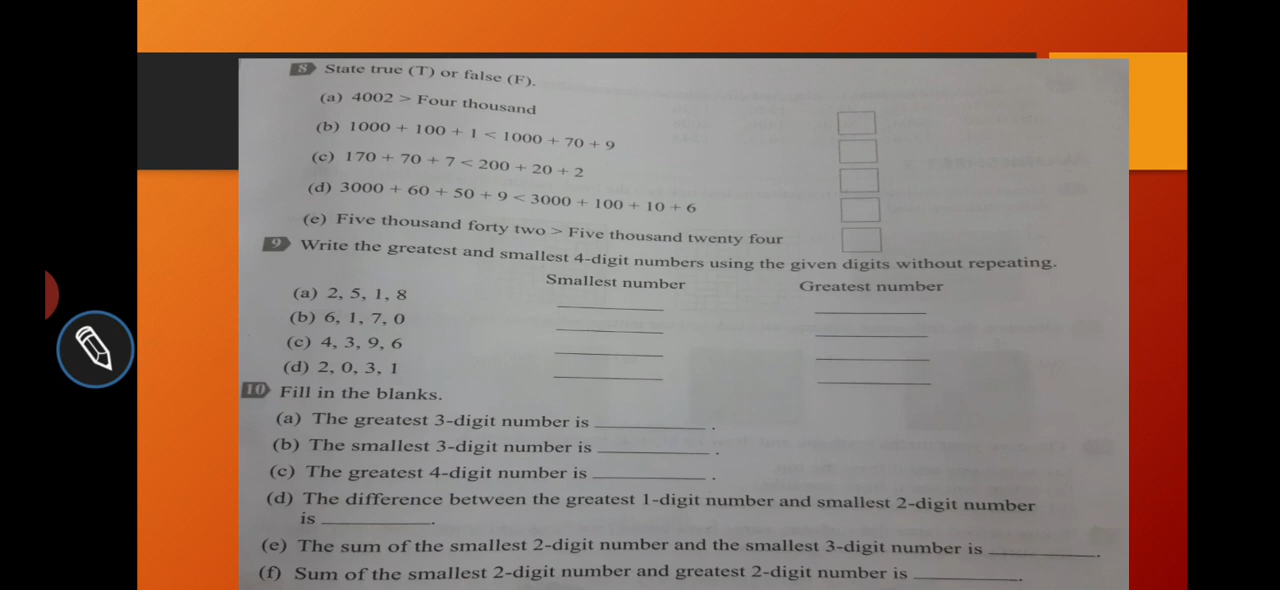 8 State true (T) or false (F).
(a) 4002 > Four thousand
(b) 1000 + 100 + 1 < 1000 + 70 + 9
(c) 170 + 70 + 7 < 200 + 20 + 2
(d) 3000 + 60 + 50 + 9 < 3000 + 100 + 10 + 6
(e) Five thousand forty two > Five thousand twenty four
9 Write the greatest and smallest 4-digit numbers using the given digits without repeating.
Smallest number Greatest number
(a) 2, 5, 1, 8
(b) 6, 1, 7, 0
(c) 4, 3, 9, 6
(d) 2, 0, 3, 1
10 Fill in the blanks.
(a) The greatest 3-digit number is ________ .
(b) The smallest 3-digit number is ________ .
(c) The greatest 4-digit number is ________ .
(d) The difference between the greatest 1-digit number and smallest 2-digit number
is ________.
(e) The sum of the smallest 2-digit number and the smallest 3-digit number is ________.
(f) Sum of the smallest 2-digit number and greatest 2-digit number is ________.